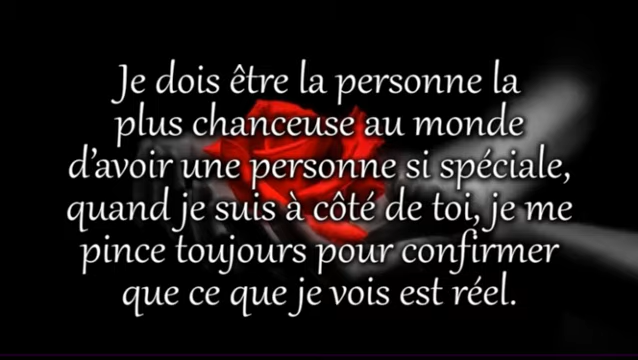 Je dois être la personne la
plus chanceuse au monde
d'avoir une personne si spéciale,
quand je suis à côté de toi, je me
pince toujours pour confirmer
que ce que je vois est réel.